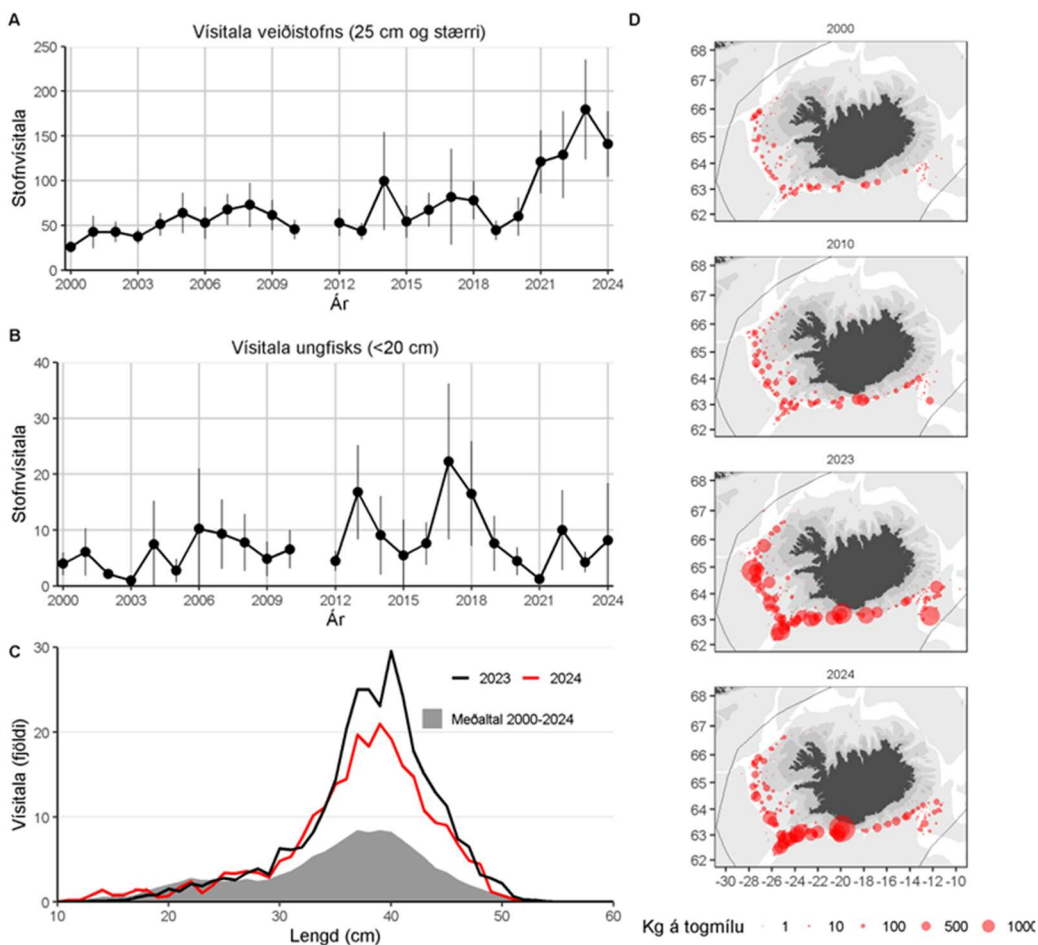 A
Vísitala veiðistofns (25 cm og stærri)
Stofnvísitala
250
200
150
100
50
0
2000 2003 2006 2009 2012 2015 2018 2021 2024
Ár
B
Vísitala ungfisks (<20 cm)
Stofnvísitala
40
30
20
10
0
2000 2003 2006 2009 2012 2015 2018 2021 2024
Ár
C
Vísitala (fjöldi)
30
20
10
0
2023 2024
Meðaltal 2000-2024
10 20 30 40 50 60
Lengd (cm)
D
2000
68
67
66
65
64
63
62
2010
68
67
66
65
64
63
62
2023
68
67
66
65
64
63
62
2024
68
67
66
65
64
63
62
-30 -28 -26 -24 -22 -20 -18 -16 -14 -12 -10
Kg á togmílu 1 10 100 500 1000